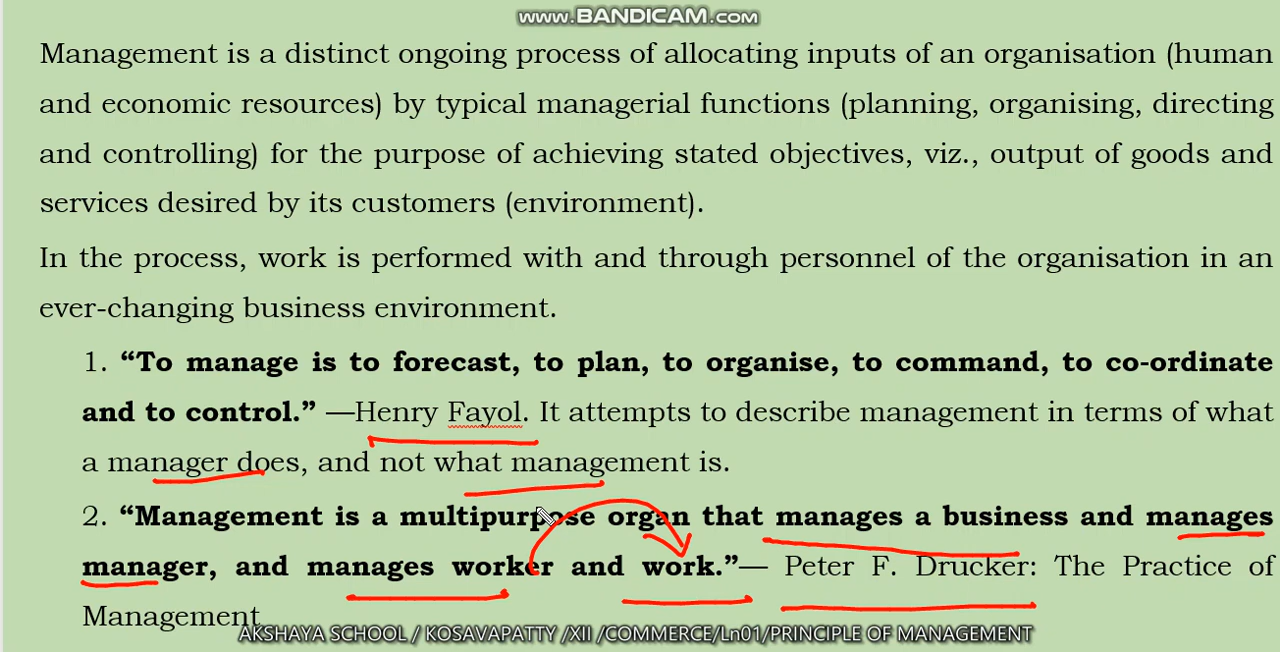 www.BANDICAM.com
Management is a distinct ongoing process of allocating inputs of an organisation (human
and economic resources) by typical managerial functions (planning, organising, directing
and controlling) for the purpose of achieving stated objectives, viz., output of goods and
services desired by its customers (environment).
In the process, work is performed with and through personnel of the organisation in an
ever-changing business environment.
1. “To manage is to forecast, to plan, to organise, to command, to co-ordinate
and to control.” —Henry Fayol. It attempts to describe management in terms of what
a manager does, and not what management is.
2. “Management is a multipurpose organ that manages a business and manages
manager, and manages worker and work.”— Peter F. Drucker: The Practice of
Management
AKSHAYA SCHOOL / KOSAVAPATTY /XII /COMMERCE/Ln01/PRINCIPLE OF MANAGEMENT